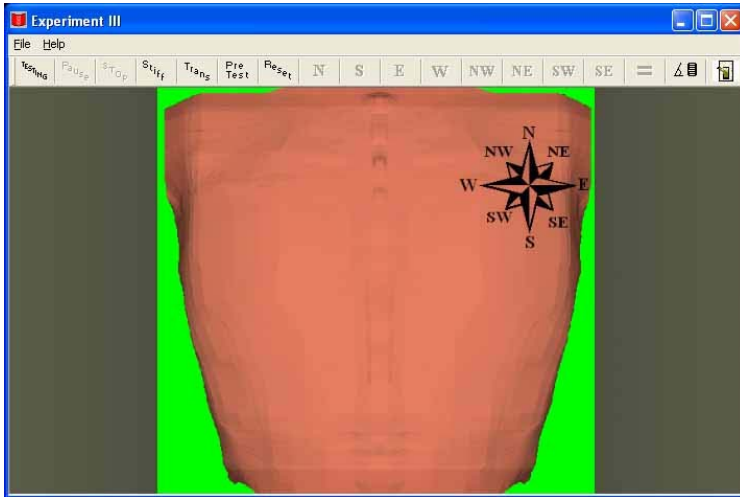 Experiment III
File Help
Testing Pause Stop Stiff Trans Pre Test Reset N S E W NW NE SW SE
N
NW NE
W E
SW SE
S